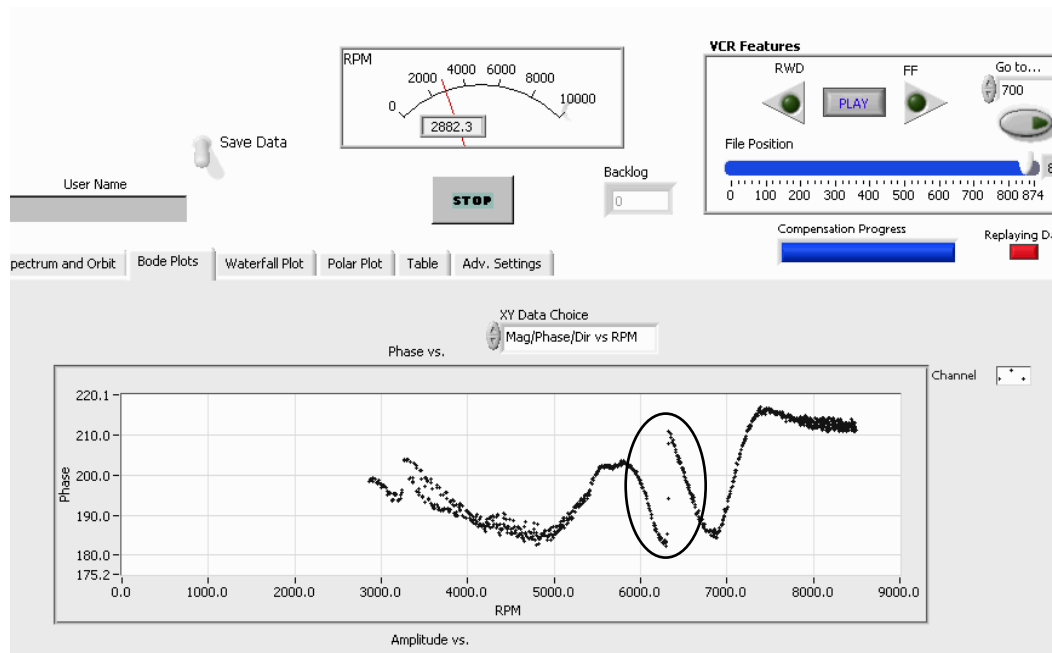 VCR Features
RPM
0 2000 4000 6000 8000 10000
2882.3
RWD FF Go to...
PLAY 700
Save Data
File Position
0 100 200 300 400 500 600 700 800 874
8
User Name
STOP
Backlog
0
Compensation Progress
Replaying D
pectrum and Orbit Bode Plots Waterfall Plot Polar Plot Table Adv. Settings
XY Data Choice
Mag/Phase/Dir vs RPM
Phase vs.
Channel
220.1
210.0
200.0
190.0
180.0
175.2
Phase
0.0 1000.0 2000.0 3000.0 4000.0 5000.0 6000.0 7000.0 8000.0 9000.0
RPM
Amplitude vs.